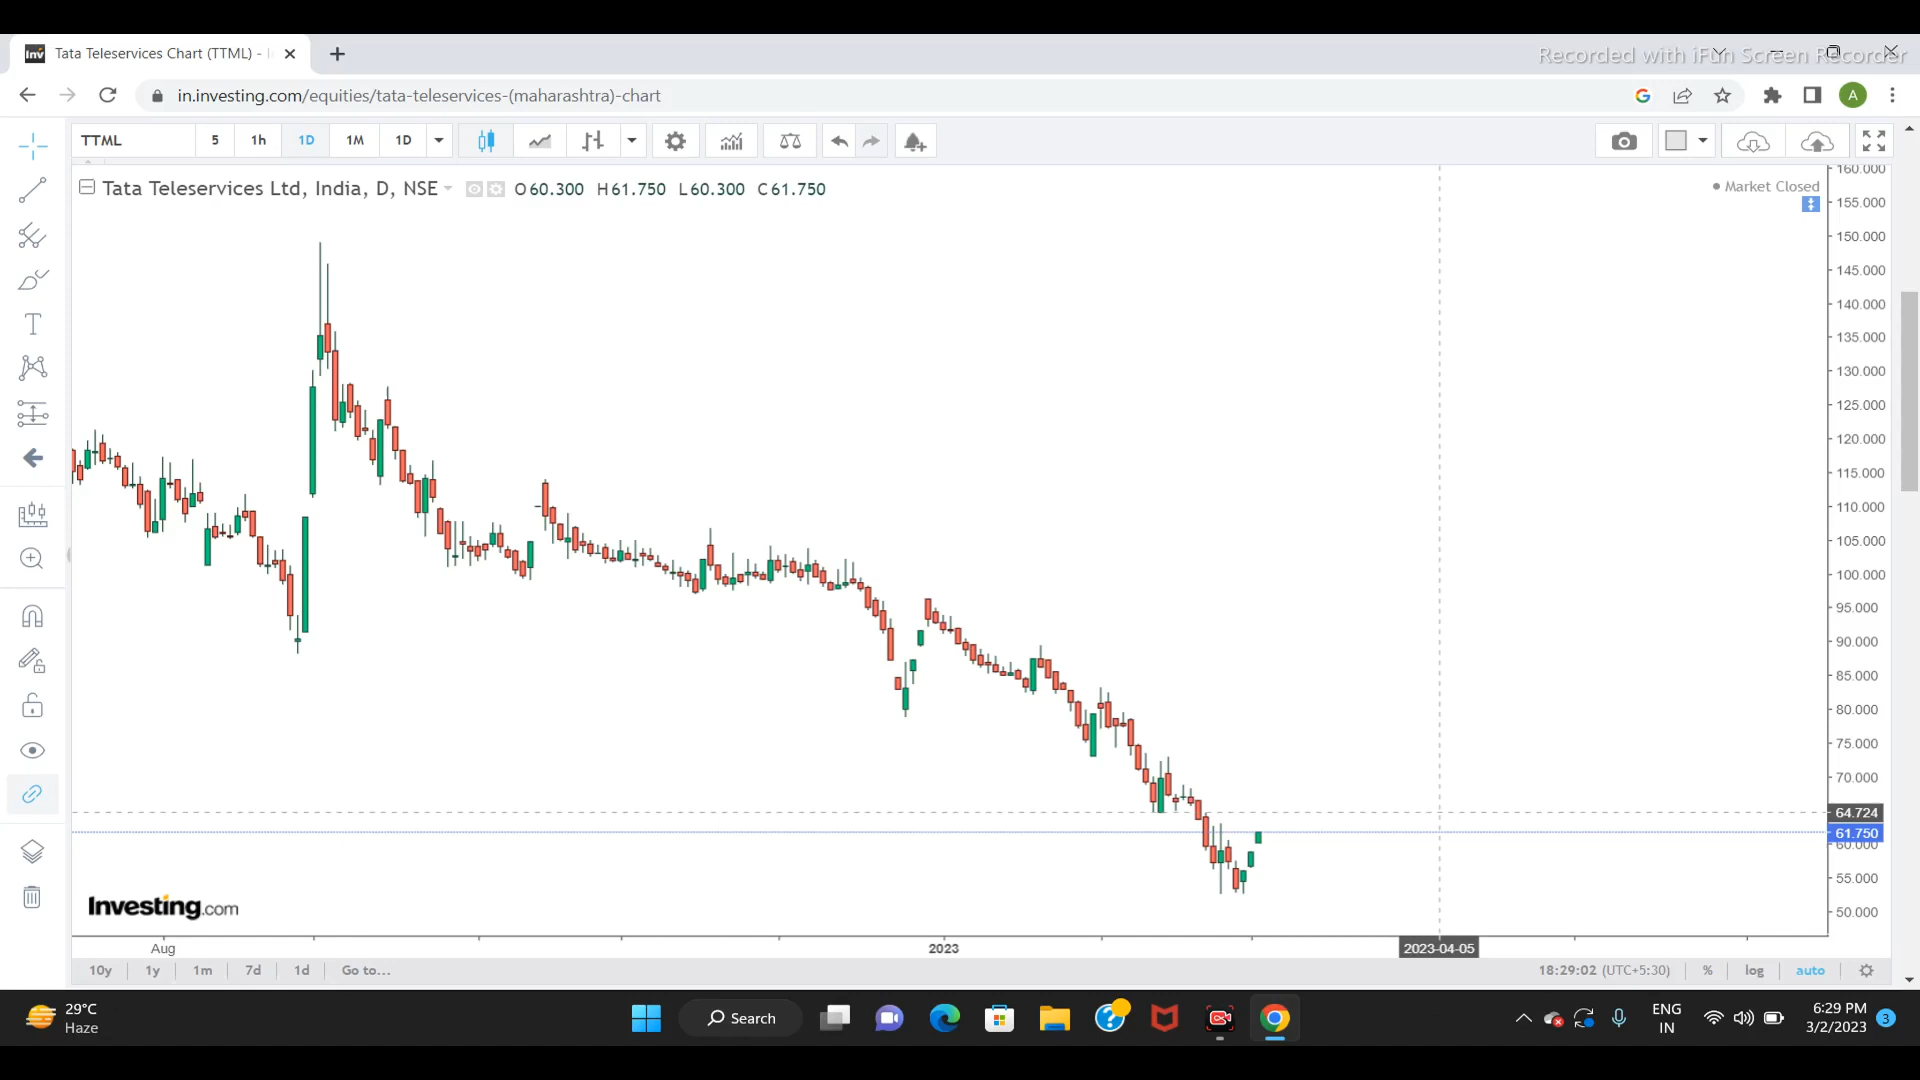 Tata Teleservices Chart (TTML) - I
Recorded with iFun Screen Recorder
in.investing.com/equities/tata-teleservices-(maharashtra)-chart
A
TTML 5 1h 1D 1M 1D
Tata Teleservices Ltd, India, D, NSE O60.300 H61.750 L60.300 C61.750
Market Closed
160.000
155.000
150.000
145.000
140.000
135.000
130.000
125.000
120.000
115.000
110.000
105.000
100.000
95.000
90.000
85.000
80.000
75.000
70.000
64.724
61.750
60.000
55.000
50.000
Investing.com
Aug 2023 2023-04-05
10y 1y 1m 7d 1d Go to... 18:29:02 (UTC+5:30) % log auto
29°C
Haze
Search
ENG
IN
6:29 PM
3/2/2023
3